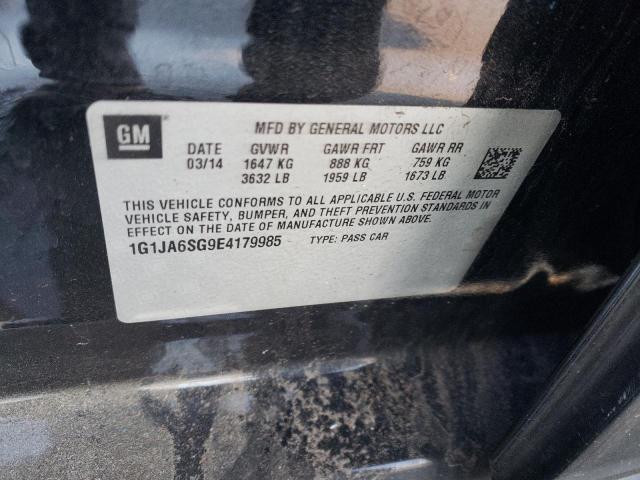 GM
MFD BY GENERAL MOTORS LLC
DATE GVWR GAWR FRT GAWR RR
03/14 1647 KG 888 KG 759 KG
3632 LB 1959 LB 1673 LB
THIS VEHICLE CONFORMS TO ALL APPLICABLE U.S. FEDERAL MOTOR
VEHICLE SAFETY, BUMPER, AND THEFT PREVENTION STANDARDS IN
EFFECT ON THE DATE OF MANUFACTURE SHOWN ABOVE.
1G1JA6SG9E4179985 TYPE: PASS CAR